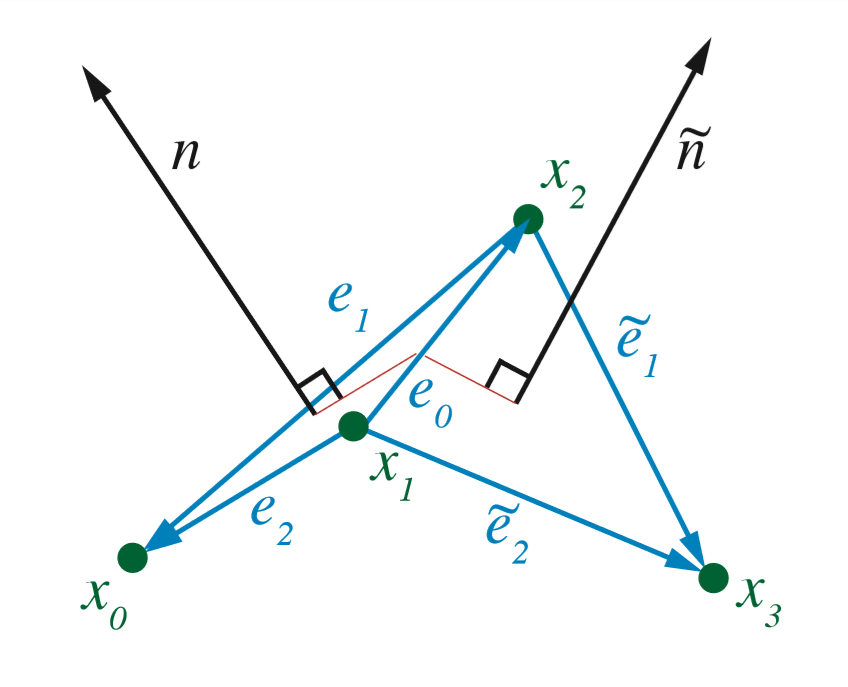 n
ñ
x₂
e₁
ẽ₁
e₀
x₁
e₂
ẽ₂
x₀
x₃